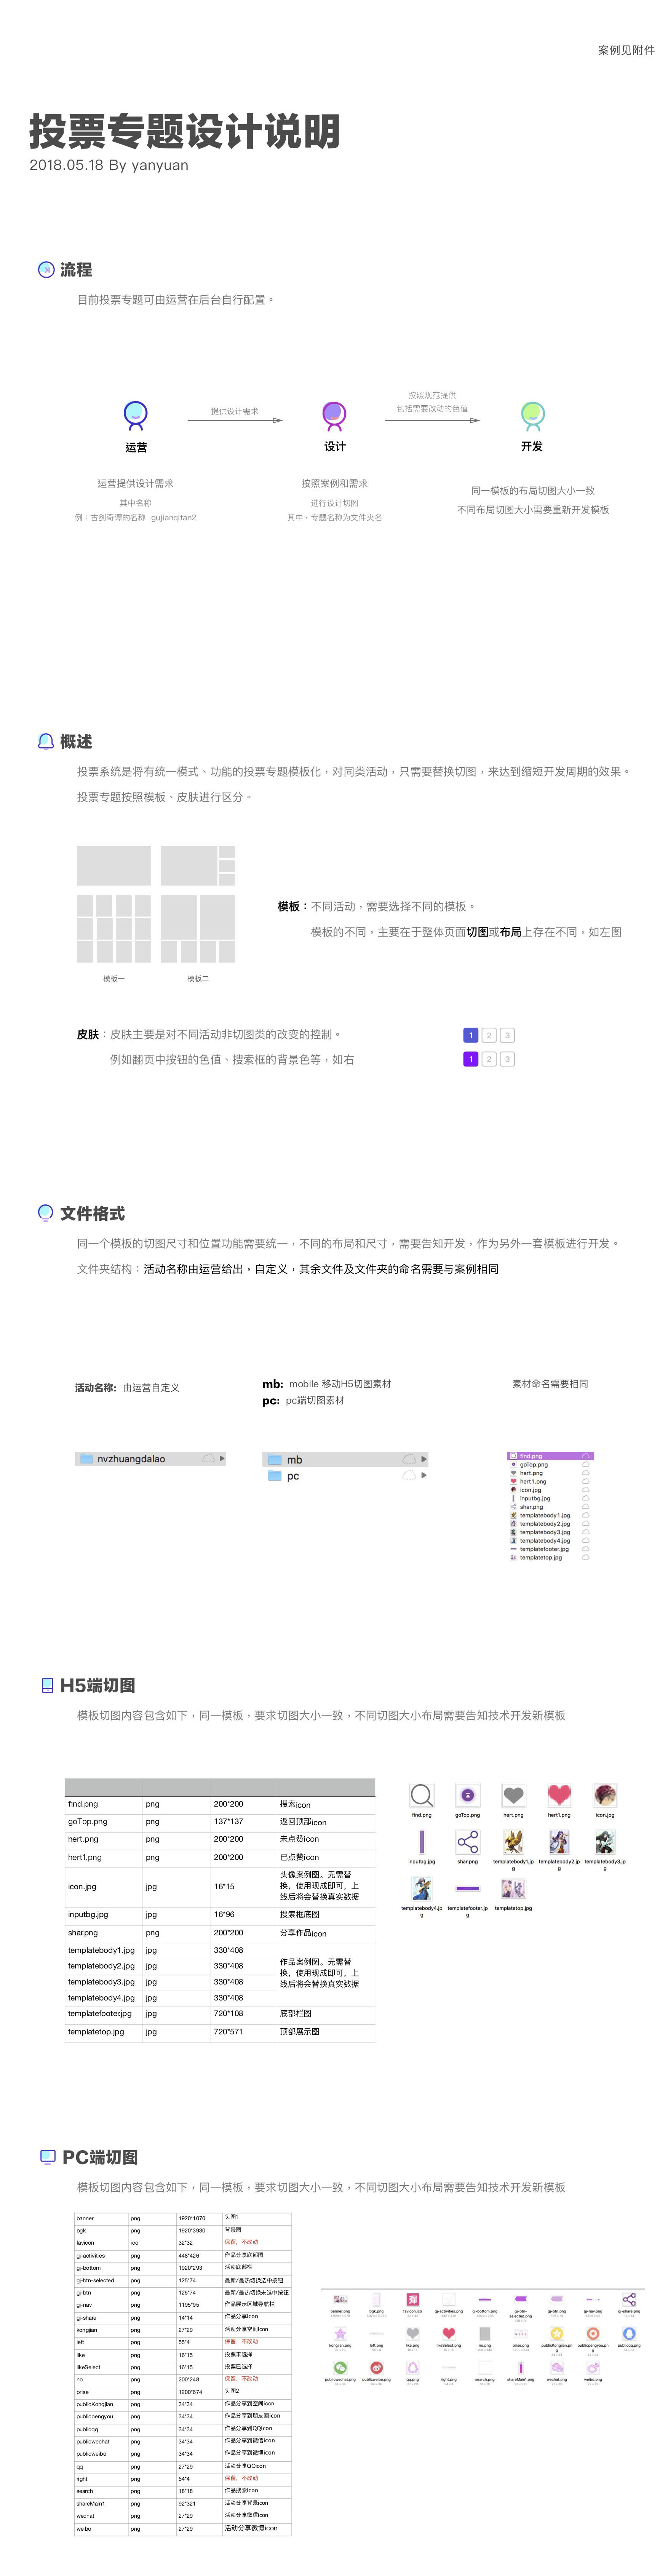 案例见附件
投票专题设计说明
2018.05.18 By yanyuan
流程
目前投票专题可由运营在后台自行配置。
提供设计需求
按照规范提供
包括需要改动的色值
运营
设计
开发
运营提供设计需求
其中名称
例：古剑奇谭的名称 gujianqitan2
按照案例和需求
进行设计切图
其中，专题名称为文件夹名
同一模板的布局切图大小一致
不同布局切图大小需要重新开发模板
概述
投票系统是将有统一模式、功能的投票专题模板化，对同类活动，只需要替换切图，来达到缩短开发周期的效果。
投票专题按照模板、皮肤进行区分。
模板一
模板二
模板：不同活动，需要选择不同的模板。
模板的不同，主要在于整体页面切图或布局上存在不同，如左图
皮肤：皮肤主要是对不同活动非切图类的改变的控制。
例如翻页中按钮的色值、搜索框的背景色等，如右
1 2 3
1 2 3
文件格式
同一个模板的切图尺寸和位置功能需要统一，不同的布局和尺寸，需要告知开发，作为另外一套模板进行开发。
文件夹结构：活动名称由运营给出，自定义，其余文件及文件夹的命名需要与案例相同
活动名称: 由运营自定义
mb: mobile 移动H5切图素材
pc: pc端切图素材
素材命名需要相同
nvzhuangdalao
mb
pc
find.png
goTop.png
hert.png
hert1.png
icon.jpg
inputbg.jpg
shar.png
templatebody1.jpg
templatebody2.jpg
templatebody3.jpg
templatebody4.jpg
templatefooter.jpg
templatetop.jpg
H5端切图
模板切图内容包含如下，同一模板，要求切图大小一致，不同切图大小布局需要告知技术开发新模板
find.png png 200*200 搜索icon
goTop.png png 137*137 返回顶部icon
hert.png png 200*200 未点赞icon
hert1.png png 200*200 已点赞icon
icon.jpg jpg 16*15 头像案例图。无需替
换，使用现成即可，上
线后将会替换真实数据
inputbg.jpg jpg 16*96 搜索框底图
shar.png png 200*200 分享作品icon
templatebody1.jpg jpg 330*408
templatebody2.jpg jpg 330*408
templatebody3.jpg jpg 330*408
templatebody4.jpg jpg 330*408
作品案例图。无需替
换，使用现成即可，上
线后将会替换真实数据
templatefooter.jpg jpg 720*108 底部栏图
templatetop.jpg jpg 720*571 顶部展示图
find.png goTop.png hert.png hert1.png icon.jpg
inputbg.jpg shar.png templatebody1.jp templatebody2.jp templatebody3.jp
g g g
templatebody4.jp templatefooter.jp templatetop.jpg
g g
PC端切图
模板切图内容包含如下，同一模板，要求切图大小一致，不同切图大小布局需要告知技术开发新模板
banner png 1920*1070 头图1
bgk png 1920*3930 背景图
favicon ico 32*32 保留，不改动
gj-activities png 448*426 作品分享底部图
gj-bottom png 1920*293 活动底部栏
gj-btn-selected png 125*74 最新/最热切换选中按钮
gj-btn png 125*74 最新/最热切换未选中按钮
gj-nav png 1195*95 作品展示区域导航栏
gj-share png 14*14 作品分享icon
kongjian png 27*29 活动分享空间icon
left png 55*4 保留，不改动
like png 16*15 投票未选择
likeSelect png 16*15 投票已选择
no png 200*248 保留，不改动
prise png 1200*674 头图2
publicKongjian png 34*34 作品分享到空间icon
publicpengyou png 34*34 作品分享到朋友圈icon
publicqq png 34*34 作品分享到QQicon
publicwechat png 34*34 作品分享到微信icon
publicweibo png 34*34 作品分享到微博icon
qq png 27*29 活动分享QQicon
right png 54*4 保留，不改动
search png 18*18 作品搜索icon
shareMain1 png 92*321 活动分享背景icon
wechat png 27*29 活动分享微信icon
weibo png 27*29 活动分享微博icon
banner.png bgk.png favicon.ico gj-activities.png gj-bottom.png gj-btn-selected.png gj-btn.png gj-nav.png gj-share.png
kongjian.png left.png like.png likeSelect.png no.png prise.png publicKongjian.png publicpengyou.png publicqq.png
publicwechat.png publicweibo.png qq.png right.png search.png shareMain1.png wechat.png weibo.png